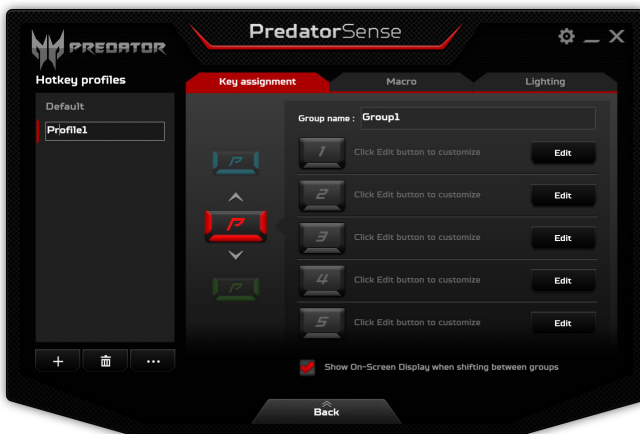 PREDATOR
PredatorSense
Hotkey profiles
Key assignment
Macro
Lighting
Default
Profile1
Group name : Group1
1 Click Edit button to customize Edit
2 Click Edit button to customize Edit
3 Click Edit button to customize Edit
4 Click Edit button to customize Edit
5 Click Edit button to customize Edit
P
P
P
Show On-Screen Display when shifting between groups
Back